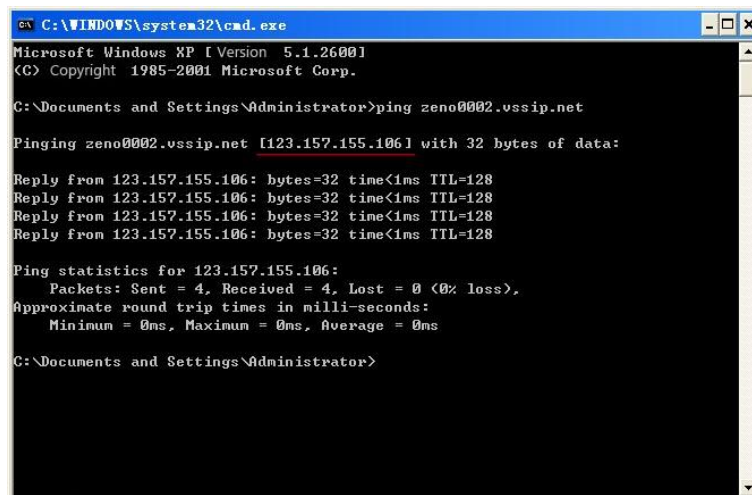 C:\WINDOWS\system32\cmd.exe
Microsoft Windows XP [ Version 5.1.2600]
(C) Copyright 1985-2001 Microsoft Corp.
C:\Documents and Settings\Administrator>ping zeno0002.vssip.net
Pinging zeno0002.vssip.net [123.157.155.106] with 32 bytes of data:
Reply from 123.157.155.106: bytes=32 time<1ms TTL=128
Reply from 123.157.155.106: bytes=32 time<1ms TTL=128
Reply from 123.157.155.106: bytes=32 time<1ms TTL=128
Reply from 123.157.155.106: bytes=32 time<1ms TTL=128
Ping statistics for 123.157.155.106:
Packets: Sent = 4, Received = 4, Lost = 0 (0% loss),
Approximate round trip times in milli-seconds:
Minimum = 0ms, Maximum = 0ms, Average = 0ms
C:\Documents and Settings\Administrator>